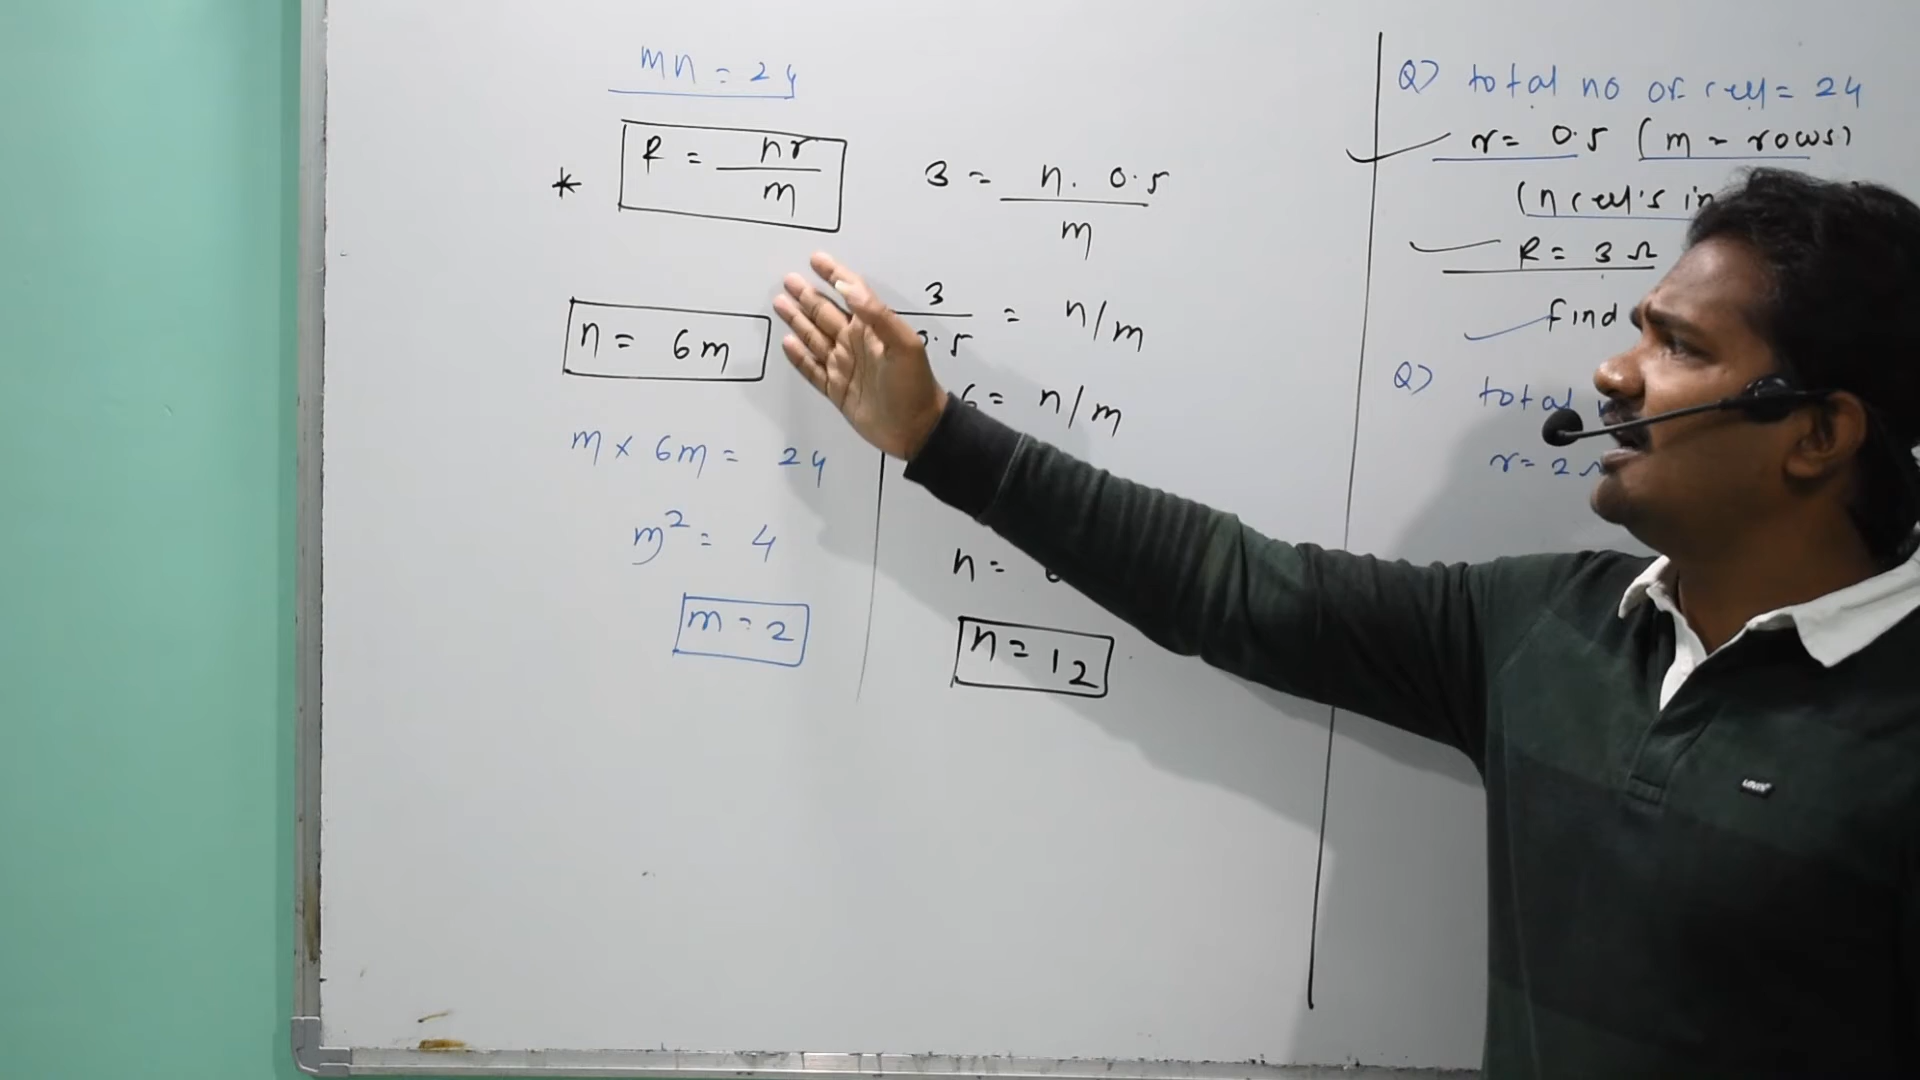 mn = 24
* R = nr / m
n = 6m
m × 6m = 24
m² = 4
m = 2
3 = n. 0.5 / m
3 / 0.5 = n/m
6 = n/m
n =
n = 12
Q) total no of cell = 24
r = 0.5 (m = rows)
(n cell's in
R = 3 Ω
find
Q) total
r = 2